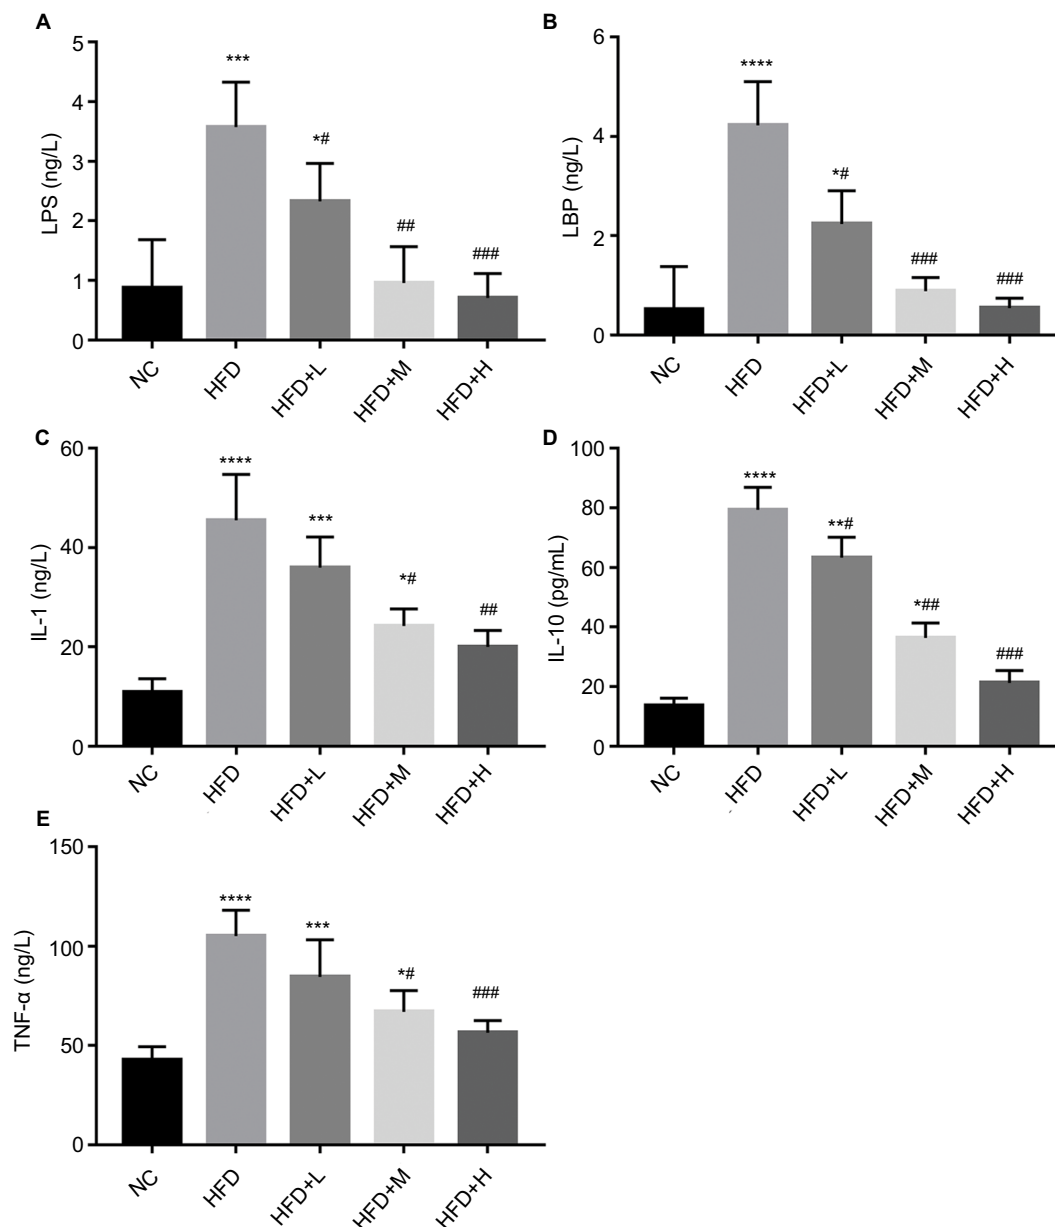 A
LPS (ng/L)
5
4
3
2
1
0
***
*#
##
###
NC
HFD
HFD+L
HFD+M
HFD+H
B
LBP (ng/L)
6
4
2
0
****
*#
###
###
NC
HFD
HFD+L
HFD+M
HFD+H
C
IL-1 (ng/L)
60
40
20
0
****
***
*#
##
NC
HFD
HFD+L
HFD+M
HFD+H
D
IL-10 (pg/mL)
100
80
60
40
20
0
****
**#
*##
###
NC
HFD
HFD+L
HFD+M
HFD+H
E
TNF-α (ng/L)
150
100
50
0
****
***
*#
###
NC
HFD
HFD+L
HFD+M
HFD+H